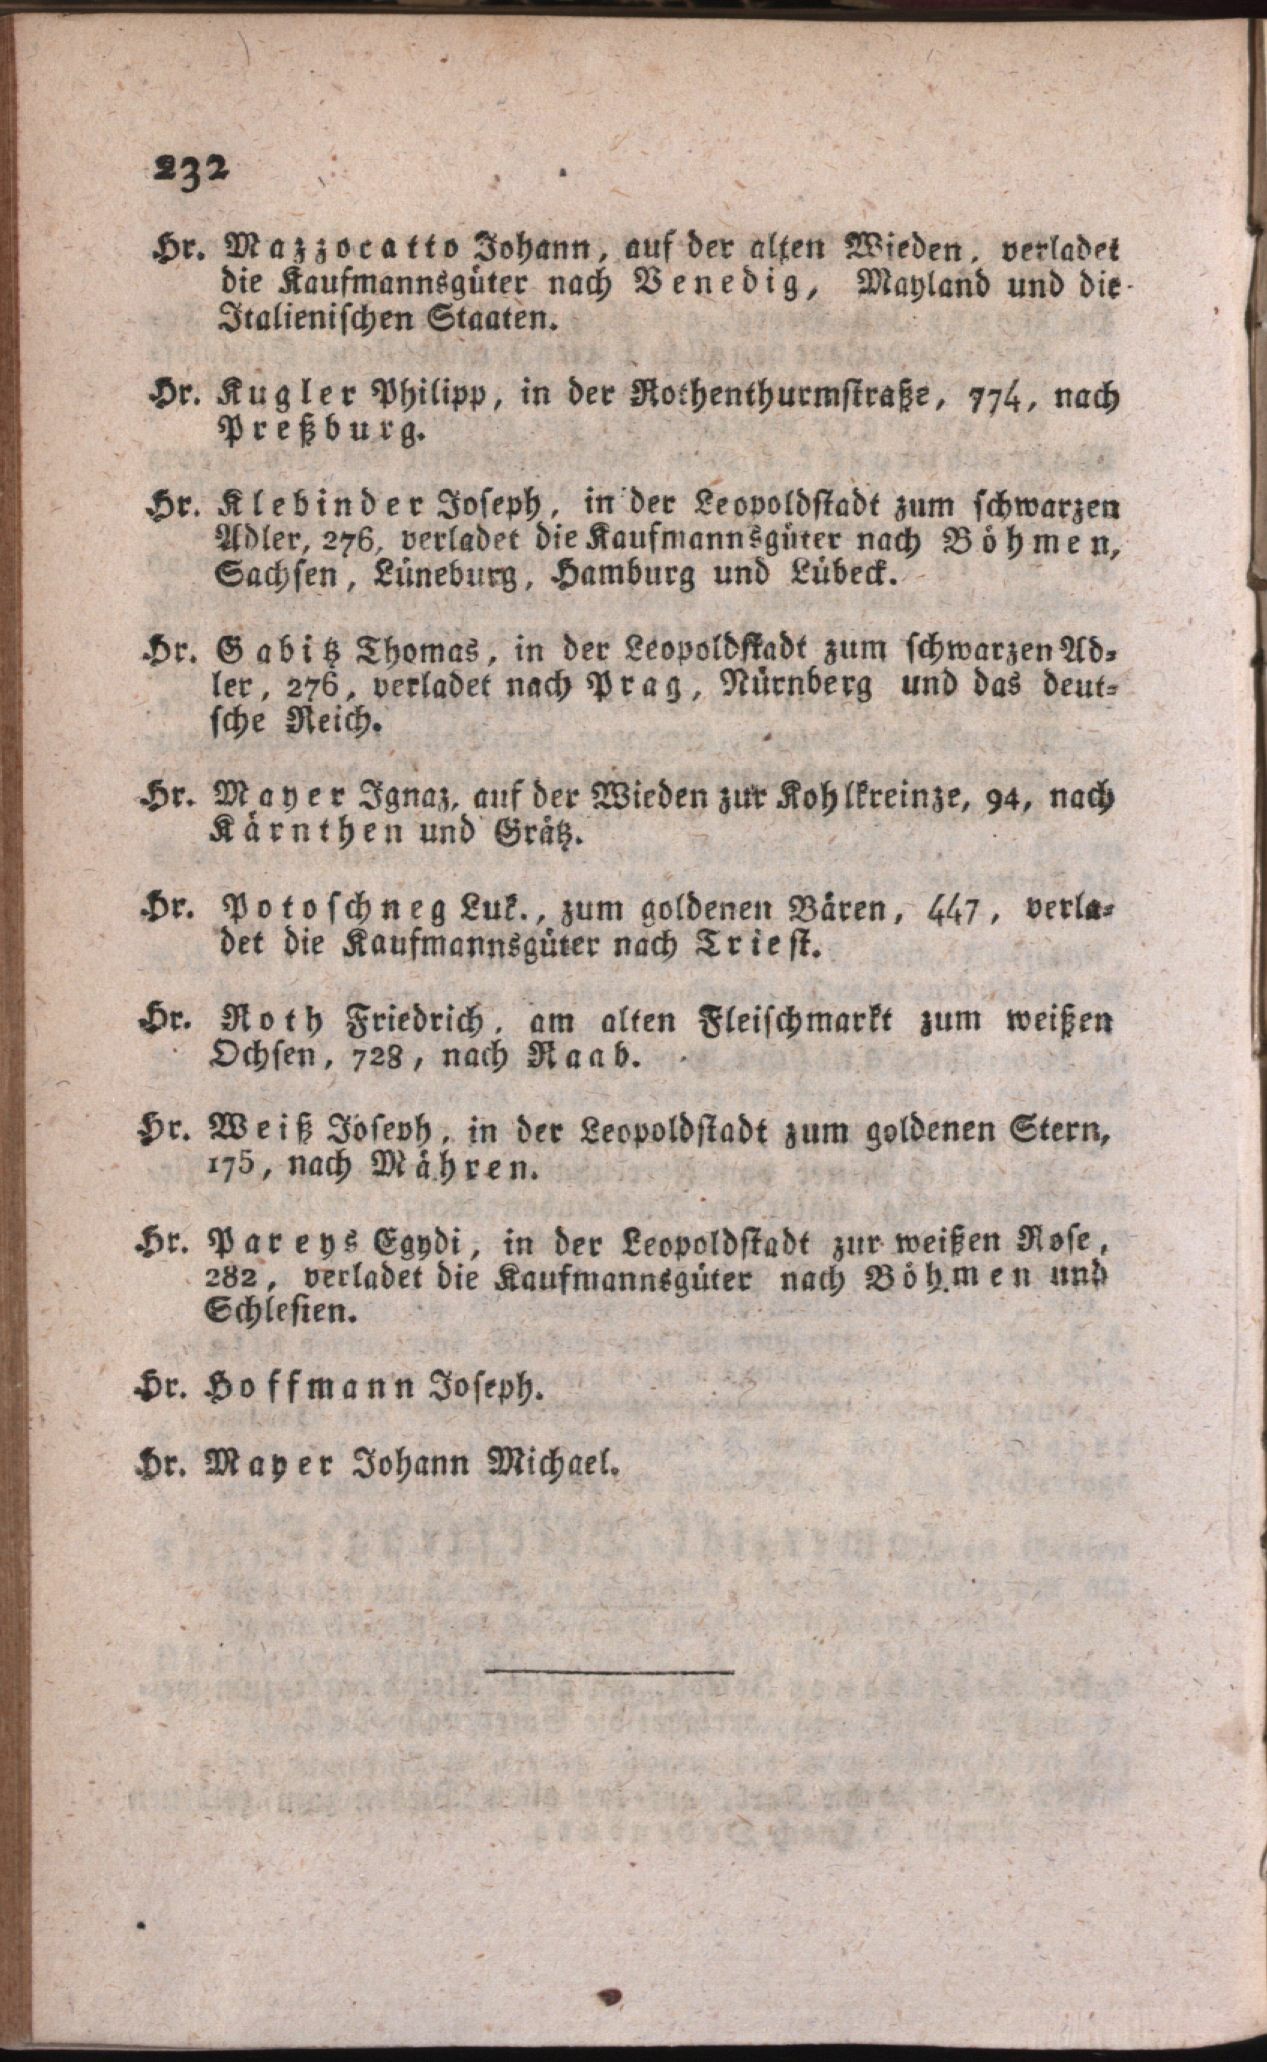 232
Hr. Mazzocatto Johann, auf der alten Wieden, verladet
die Kaufmannsgüter nach Venedig, Mayland und die
Italienischen Staaten.
Hr. Kugler Philipp, in der Rothenthurmstraße, 774, nach
Preßburg.
Hr. Klebinder Joseph, in der Leopoldstadt zum schwarzen
Adler, 276, verladet die Kaufmannsgüter nach Böhmen,
Sachsen, Lüneburg, Hamburg und Lübeck.
Hr. Gabitz Thomas, in der Leopoldstadt zum schwarzen Ad-
ler, 276, verladet nach Prag, Nürnberg und das deut-
sche Reich.
Hr. Mayer Ignaz, auf der Wieden zur Kohlkreinze, 94, nach
Kärnthen und Grätz.
Hr. Potoschneg Luk., zum goldenen Bären, 447, verla-
det die Kaufmannsgüter nach Triest.
Hr. Roth Friedrich, am alten Fleischmarkt zum weißen
Ochsen, 728, nach Raab.
Hr. Weiß Joseph, in der Leopoldstadt zum goldenen Stern,
175, nach Mähren.
Hr. Pareys Egydi, in der Leopoldstadt zur weißen Rose,
282, verladet die Kaufmannsgüter nach Böhmen und
Schlesien.
Hr. Hoffmann Joseph.
Hr. Mayer Johann Michael.